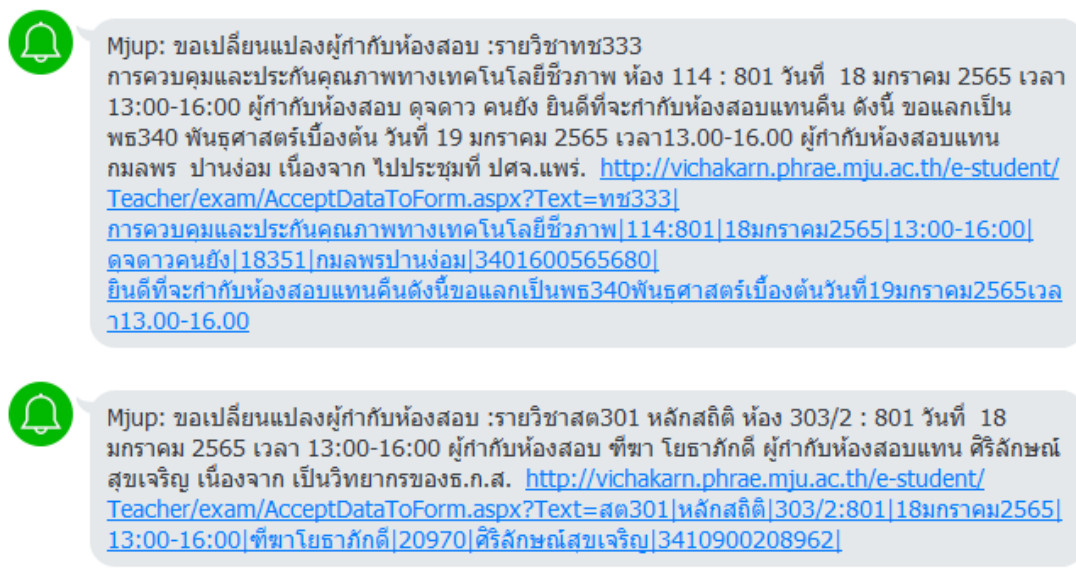 Mjup: ขอเปลี่ยนแปลงผู้กำกับห้องสอบ :รายวิชาทช333
การควบคุมและประกันคุณภาพทางเทคโนโลยีชีวภาพ ห้อง 114 : 801 วันที่  18 มกราคม 2565 เวลา
13:00-16:00 ผู้กำกับห้องสอบ ดุจดาว คนยัง ยินดีที่จะกำกับห้องสอบแทนคืน ดังนี้ ขอแลกเป็น
พธ340 พันธุศาสตร์เบื้องต้น วันที่ 19 มกราคม 2565 เวลา13.00-16.00 ผู้กำกับห้องสอบแทน
กมลพร  ปานง่อม เนื่องจาก ไปประชุมที่ ปศจ.แพร่.  http://vichakarn.phrae.mju.ac.th/e-student/
Teacher/exam/AcceptDataToForm.aspx?Text=ทช333|
การควบคุมและประกันคุณภาพทางเทคโนโลยีชีวภาพ|114:801|18มกราคม2565|13:00-16:00|
ดุจดาวคนยัง|18351|กมลพรปานง่อม|3401600565680|
ยินดีที่จะกำกับห้องสอบแทนคืนดังนี้ขอแลกเป็นพธ340พันธุศาสตร์เบื้องต้นวันที่19มกราคม2565เวล
า13.00-16.00
Mjup: ขอเปลี่ยนแปลงผู้กำกับห้องสอบ :รายวิชาสต301 หลักสถิติ ห้อง 303/2 : 801 วันที่  18
มกราคม 2565 เวลา 13:00-16:00 ผู้กำกับห้องสอบ ฑีฆา โยธาภักดี ผู้กำกับห้องสอบแทน ศิริลักษณ์
สุขเจริญ เนื่องจาก เป็นวิทยากรของธ.ก.ส.  http://vichakarn.phrae.mju.ac.th/e-student/
Teacher/exam/AcceptDataToForm.aspx?Text=สต301|หลักสถิติ|303/2:801|18มกราคม2565|
13:00-16:00|ฑีฆาโยธาภักดี|20970|ศิริลักษณ์สุขเจริญ|3410900208962|